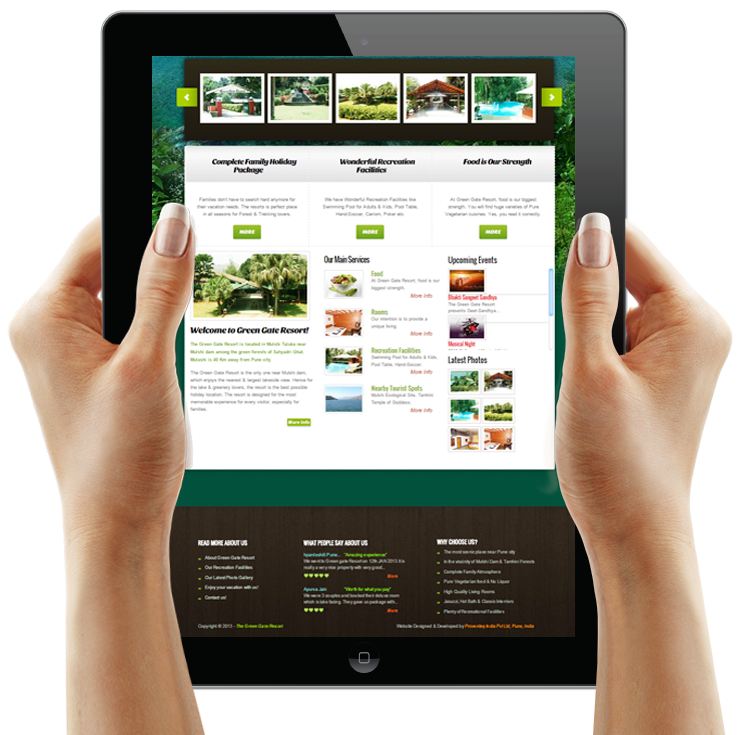 Complete Family Holiday
Package
Families don't have to search hard anymore for
their vacation needs. The resorts is perfect place
in all seasons for Forest & Trekking lovers.
MORE
Wonderful Recreation
Facilities
We have Wonderful Recreation Facilities like
Swimming Pool for Adults & Kids, Pool Table,
Hand Soccer, Carrom, Poker etc.
MORE
Food is Our Strength
At Green Gate Resort, food is our biggest
strength. You will find huge varieties of Pure
Vegetarian cuisines. Yes, you read it correctly.
MORE
Welcome to Green Gate Resort!
The Green Gate Resort is located in Mulshi Taluka near
Mulshi dam among the green forests of Sahyadri Ghat.
Mulshi, is 40 Km away from Pune city.
The Green Gate Resort is the only one near Mulshi dam,
which enjoys the nearest & largest lakeside view. Hence for
the lake & greenery lovers, the resort is the best possible
holiday location. The resort is designed for the most
memorable experience for every visitor, especially for
families.
More Info
Our Main Services
Food
At Green Gate Resort, food is our
biggest strength.
More Info
Rooms
Our intention is to provide a
unique living.
More Info
Recreation Facilities
Swimming Pool for Adults & Kids,
Pool Table, Hand Soccer, Carrom.
More Info
Nearby Tourist Spots
Mulshi Ecological Site, Tamhini
Temple of Goddess
More Info
Upcoming Events
Bhakti Sangeet Sandhya
The Green Gate Resort
presents Geet-Sandhya...
Musical Night
Latest Photos
READ MORE ABOUT US
About Green Gate Resort
Our Recreation Facilities
Our Latest Photo Gallery
Enjoy your vacation with us!
Contact us!
WHAT PEOPLE SAY ABOUT US
"Amazing experience"
We went to Green gate resort on 12th JAN 2013.It's
really a very nice property with very good...
More
Apurva Jain "Worth for what you pay"
We were 3 couples and booked their deluxe room
which is lake facing. They gave us package with...
More
WHY CHOOSE US?
The most scenic place near Pune city
In the vicinity of Mulshi Dam & Tamhini Forests
Complete Family Atmosphere
Pure Vegetarian food & No Liquor
High Quality Living Rooms
Jacuzzi, Hot Bath & Classic Interiors
Plenty of Recreational Facilities
Copyright © 2013 - The Green Gate Resort
Website Designed & Developed by Presenting India Pvt Ltd, Pune, India